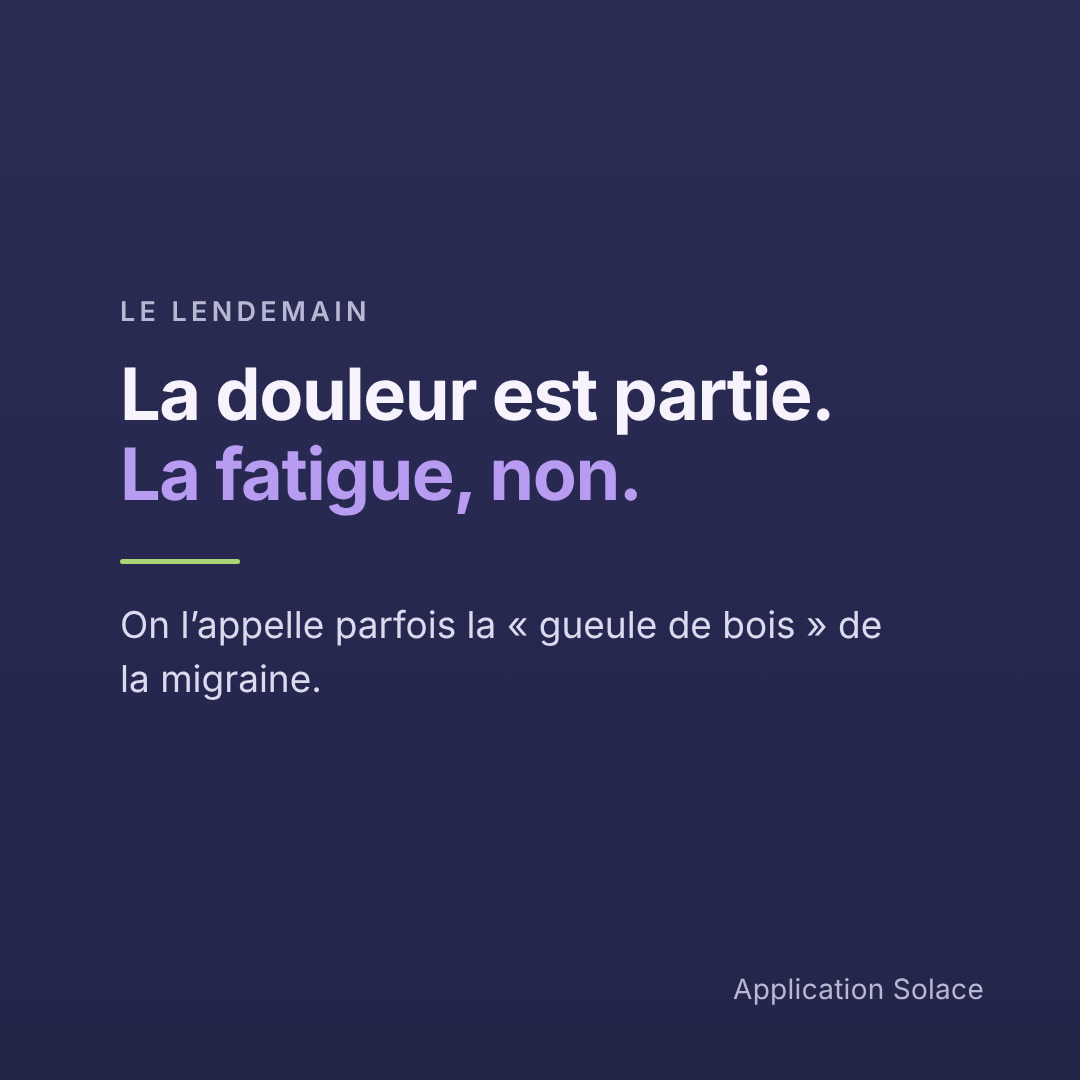 LE LENDEMAIN
La douleur est partie.
La fatigue, non.
On l’appelle parfois la « gueule de bois » de
la migraine.
Application Solace